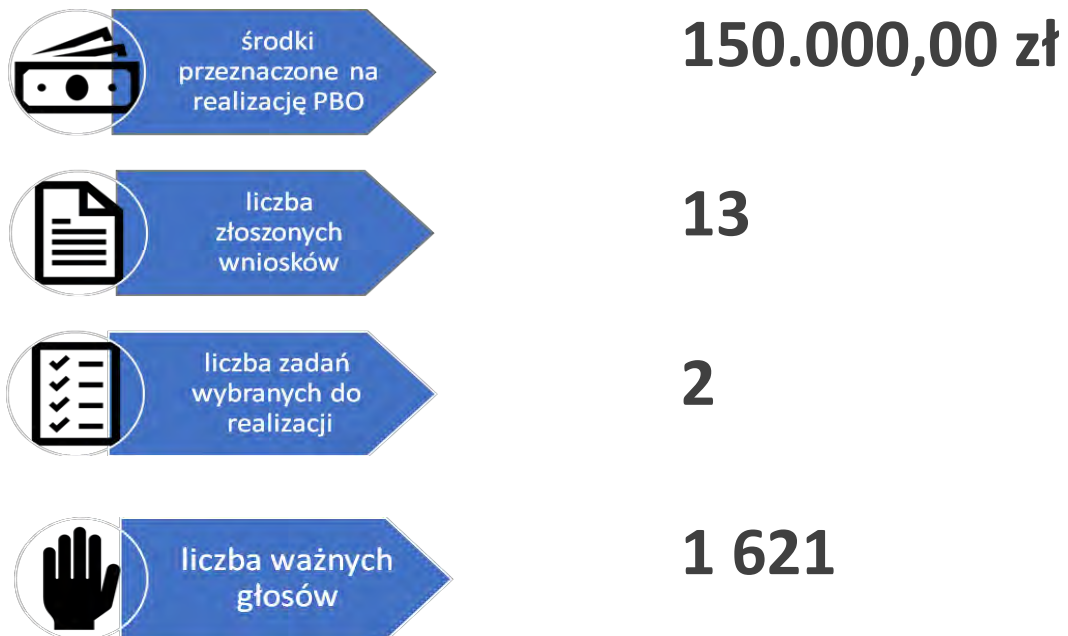 środki
przeznaczone na
realizację PBO
150.000,00 zł
liczba
złoszonych
wniosków
13
liczba zadań
wybranych do
realizacji
2
liczba ważnych
głosów
1 621